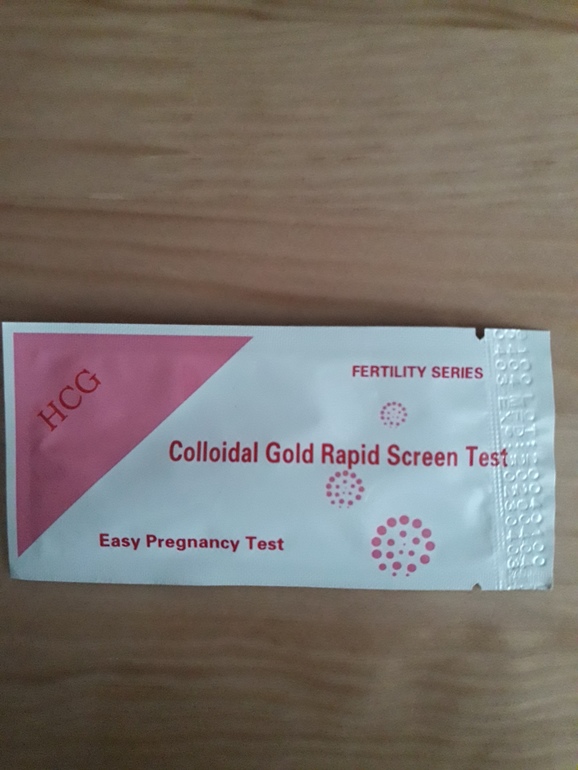 HCG
FERTILITY SERIES
Colloidal Gold Rapid Screen Test
Easy Pregnancy Test